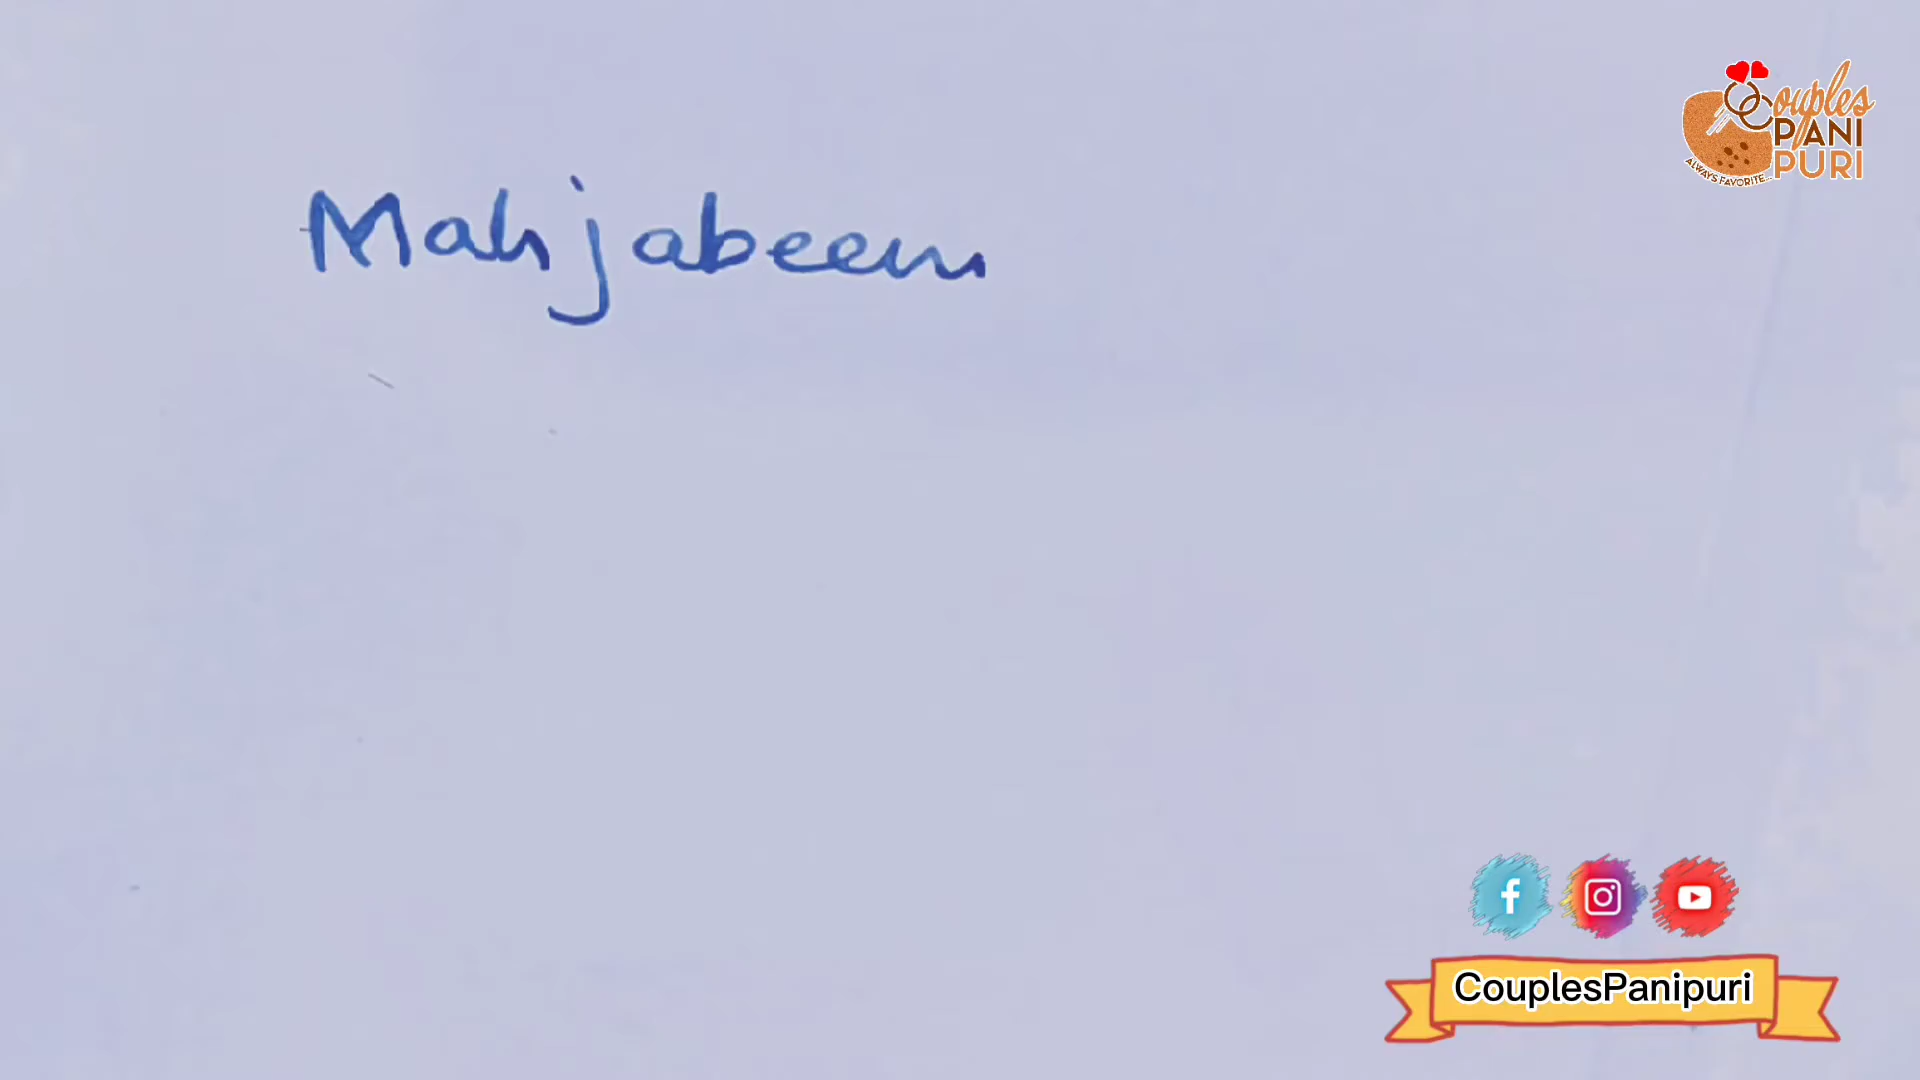 Couples
PANI
PURI
ALWAYS FAVORITE...
Mahjabeen
CouplesPanipuri